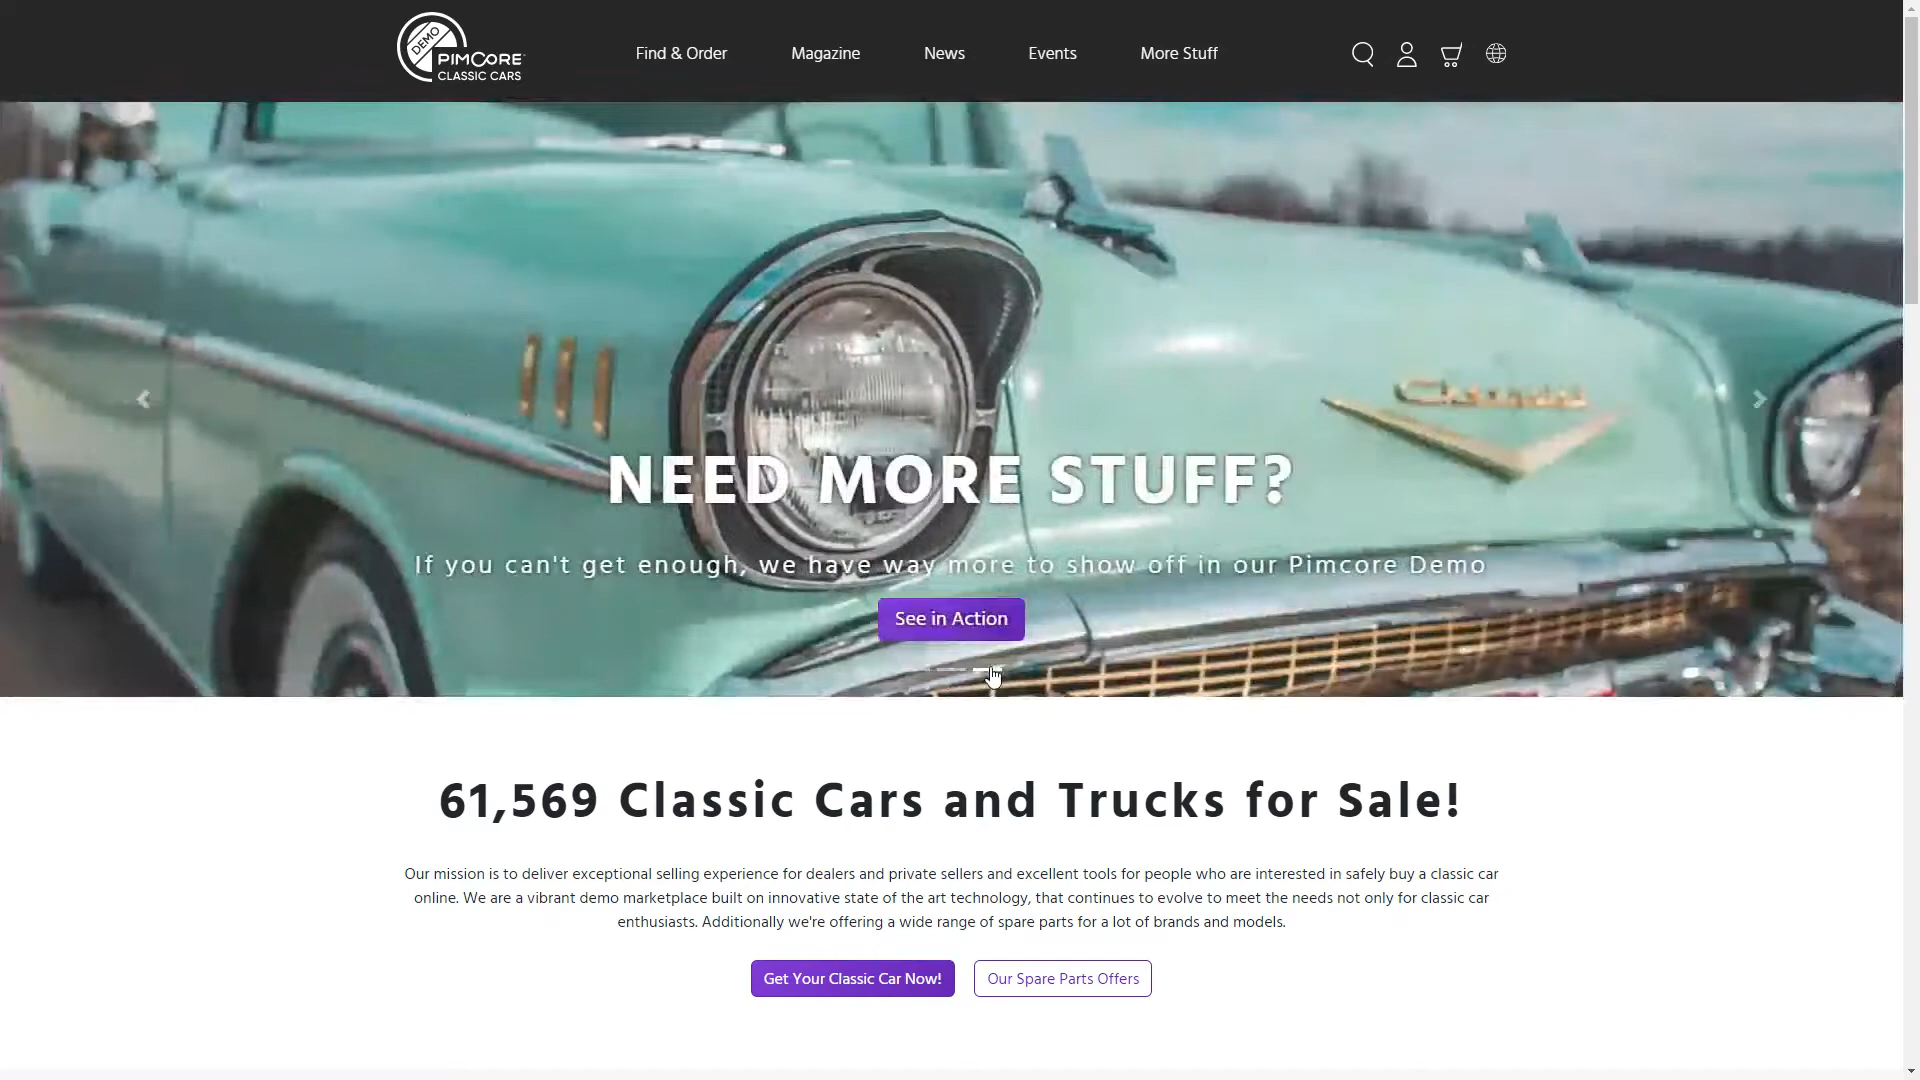 DEMO
PIMCORE
CLASSIC CARS
Find & Order
Magazine
News
Events
More Stuff
Chevrolet
NEED MORE STUFF?
If you can't get enough, we have way more to show off in our Pimcore Demo
See in Action
61,569 Classic Cars and Trucks for Sale!
Our mission is to deliver exceptional selling experience for dealers and private sellers and excellent tools for people who are interested in safely buy a classic car
online. We are a vibrant demo marketplace built on innovative state of the art technology, that continues to evolve to meet the needs not only for classic car
enthusiasts. Additionally we're offering a wide range of spare parts for a lot of brands and models.
Get Your Classic Car Now!
Our Spare Parts Offers